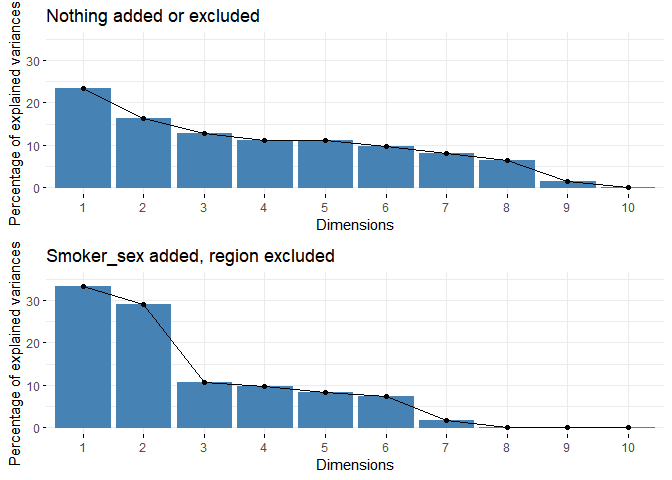 Nothing added or excluded
Percentage of explained variances
30
20
10
0
1 2 3 4 5 6 7 8 9 10
Dimensions
Smoker_sex added, region excluded
Percentage of explained variances
30
20
10
0
1 2 3 4 5 6 7 8 9 10
Dimensions